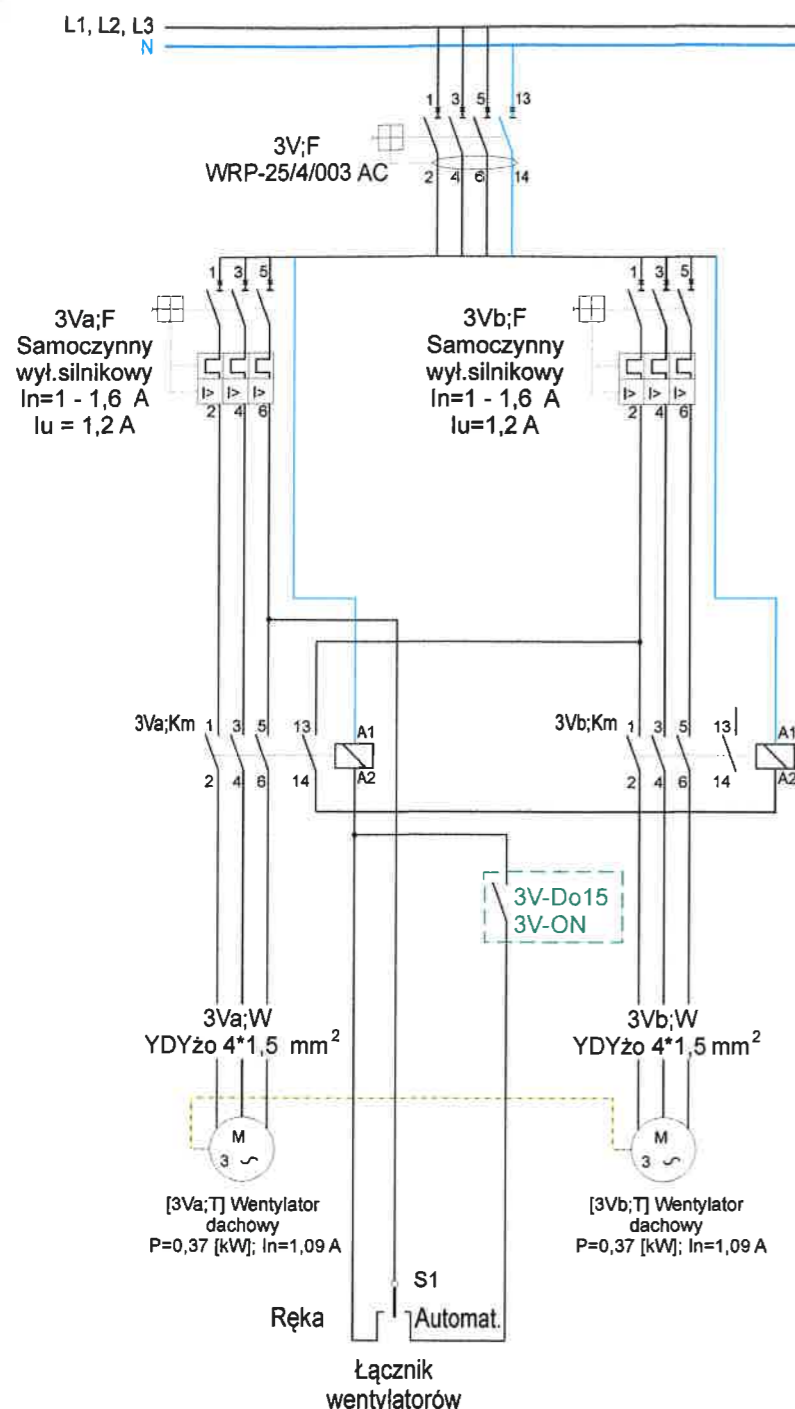 L1, L2, L3
N
1 3 5 13
3V;F
WRP-25/4/003 AC
2 4 6 14
1 3 5
3Va;F
Samoczynny
wył.silnikowy
In=1 - 1,6 A
Iu = 1,2 A
I> I> I>
2 4 6
1 3 5
3Vb;F
Samoczynny
wył.silnikowy
In=1 - 1,6 A
Iu=1,2 A
I> I> I>
2 4 6
3Va;Km 1 3 5 13 A1
2 4 6 14 A2
3Vb;Km 1 3 5 13 A1
2 4 6 14 A2
3V-Do15
3V-ON
3Va;W
YDYżo 4*1,5 mm²
3Vb;W
YDYżo 4*1,5 mm²
M
3 ~
M
3 ~
[3Va;T] Wentylator
dachowy
P=0,37 [kW]; In=1,09 A
[3Vb;T] Wentylator
dachowy
P=0,37 [kW]; In=1,09 A
S1
Ręka Automat.
Łącznik
wentylatorów